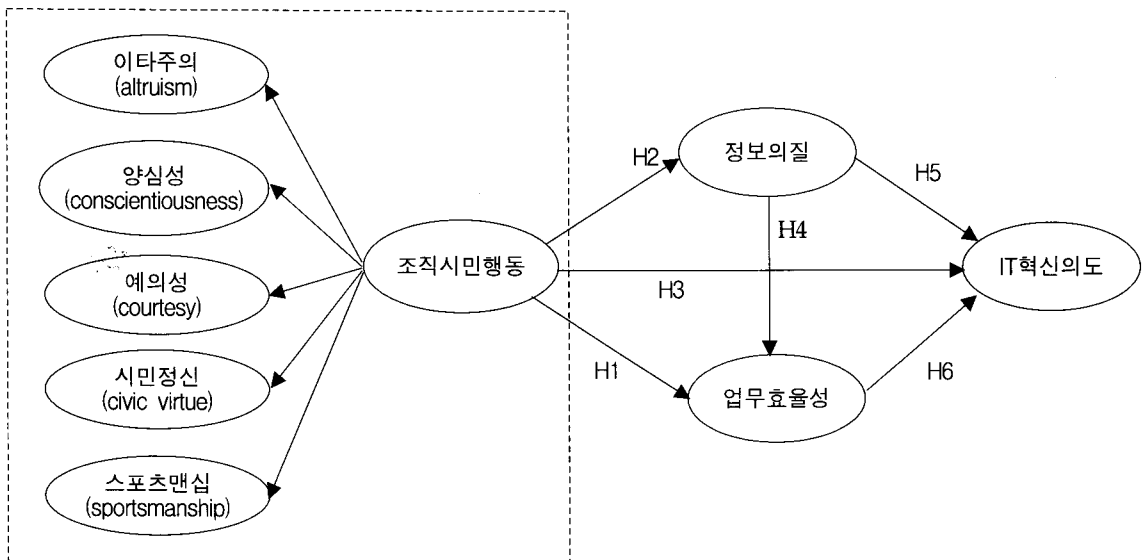 이타주의
(altruism)
양심성
(conscientiousness)
예의성
(courtesy)
시민정신
(civic virtue)
스포츠맨십
(sportsmanship)
조직시민행동
H2
H3
H1
정보의질
H4
업무효율성
H5
H6
IT혁신의도